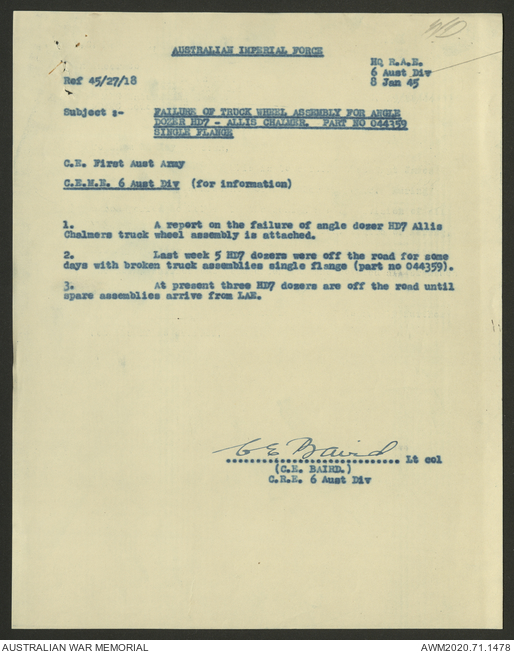 WD.
AUSTRALIAN IMPERIAL FORCE
HQ R.A.E.
6 Aust Div
8 Jan 45
Ref 45/27/18
Subject :- FAILURE OF TRUCK WHEEL ASSEMBLY FOR ANGLE
DOZER HD7 - ALLIS CHALMER. PART NO 044359
SINGLE FLANGE
C.E. First Aust Army
C.E.M.E. 6 Aust Div (for information)
1. A report on the failure of angle dozer HD7 Allis
Chalmers truck wheel assembly is attached.
2. Last week 5 HD7 dozers were off the road for some
days with broken truck assemblies single flange (part no 044359).
3. At present three HD7 dozers are off the road until
spare assemblies arrive from LAE.
C E Baird
Lt col
(C.E. BAIRD.)
C.R.E. 6 Aust Div
AUSTRALIAN WAR MEMORIAL AWM2020.71.1478